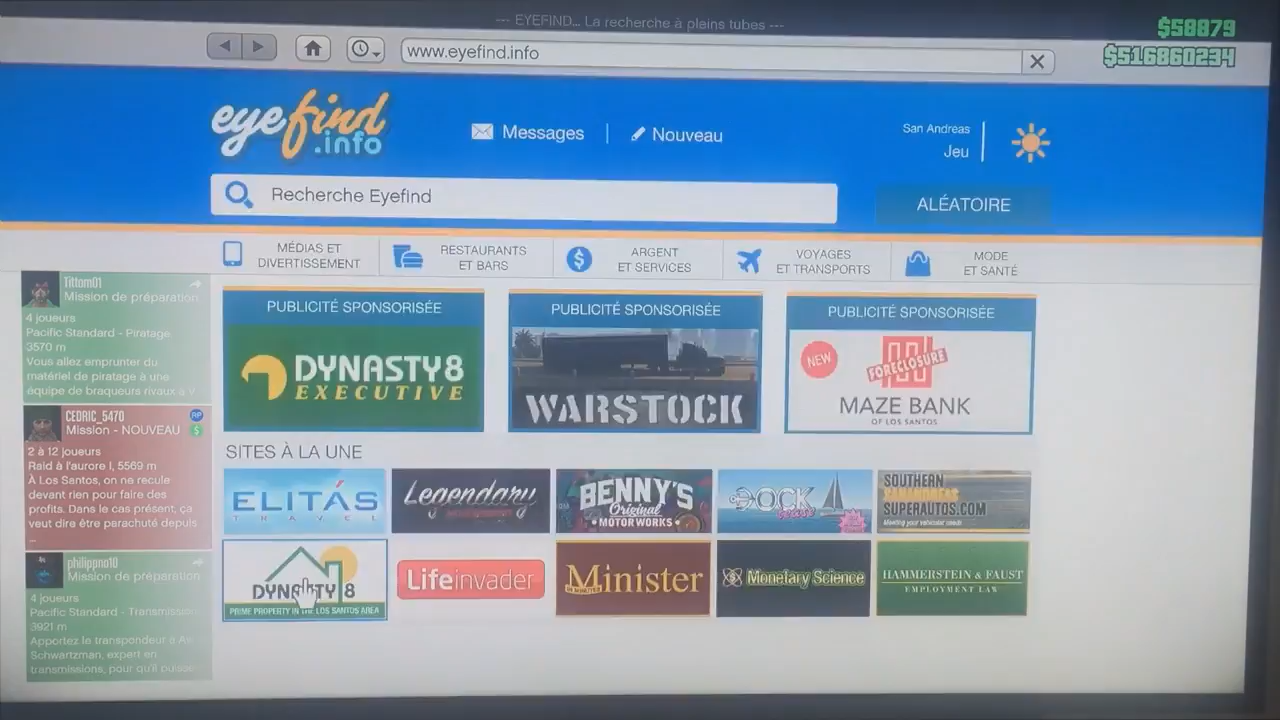 --- EYEFIND... La recherche à pleins tubes ---
$58879
$516860234
www.eyefind.info
eyefind
.info
Messages
Nouveau
San Andreas
Jeu
Recherche Eyefind
ALÉATOIRE
MÉDIAS ET
DIVERTISSEMENT
RESTAURANTS
ET BARS
ARGENT
ET SERVICES
VOYAGES
ET TRANSPORTS
MODE
ET SANTÉ
Tittom01
Mission de préparation
4 joueurs
Pacific Standard - Piratage,
3570 m
Vous allez emprunter du
matériel de piratage à une
équipe de braqueurs rivaux a v
CEDRIC_5470
RP
Mission - NOUVEAU
$
2 à 12 joueurs
Raid à l'aurore I, 5569 m
À Los Santos, on ne recule
devant rien pour faire des
profits. Dans le cas présent, ça
veut dire être parachuté depuis
...
philippno10
Mission de préparation
4 joueurs
Pacific Standard - Transmission,
3921 m
Apportez le transpondeur à Avi
Schwartzman, expert en
transmissions, pour qu'il puisse
PUBLICITÉ SPONSORISÉE
DYNASTY8
EXECUTIVE
PUBLICITÉ SPONSORISÉE
WARSTOCK
PUBLICITÉ SPONSORISÉE
NEW
FORECLOSURE
MAZE BANK
OF LOS SANTOS
SITES À LA UNE
ELITÁS
TRAVEL
Legendary
BENNY'S
Original
MOTOR WORKS
DOCK
SOUTHERN
SANANDREAS
SUPERAUTOS.COM
Meeting your vehicular needs
DYNASTY 8
PRIME PROPERTY IN THE LOS SANTOS AREA
Lifeinvader
Minister
Monetary Science
HAMMERSTEIN & FAUST
EMPLOYMENT LAW